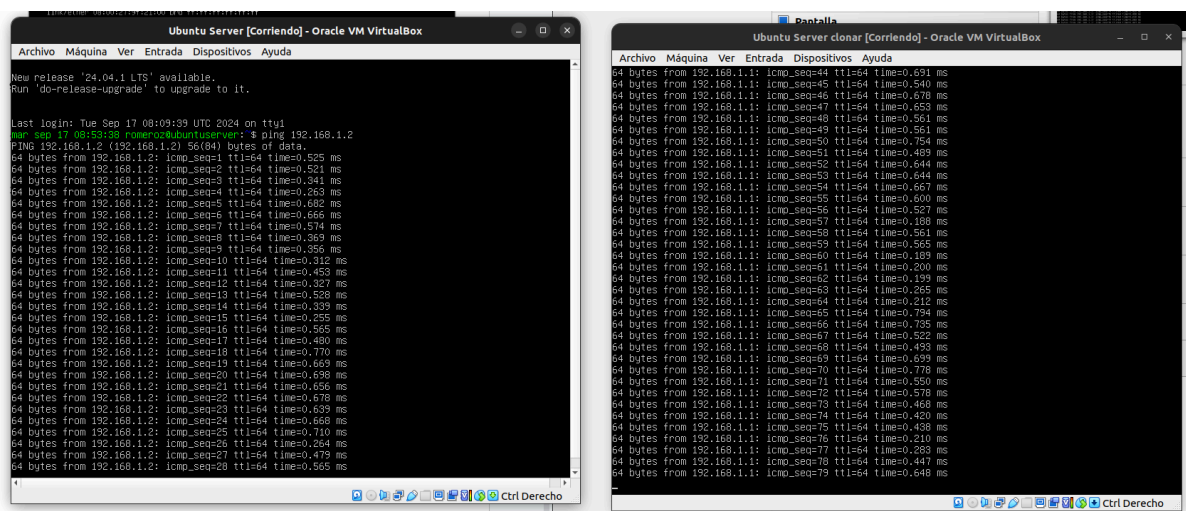 link/ether 08:00:27:9f:21:00 brd ff:ff:ff:ff:ff:ff
Pantalla
Ubuntu Server [Corriendo] - Oracle VM VirtualBox
Archivo Máquina Ver Entrada Dispositivos Ayuda
New release '24.04.1 LTS' available.
Run 'do-release-upgrade' to upgrade to it.
Last login: Tue Sep 17 08:09:39 UTC 2024 on tty1
mar sep 17 08:53:38 romeroz@ubuntuserver:~$ ping 192.168.1.2
PING 192.168.1.2 (192.168.1.2) 56(84) bytes of data.
64 bytes from 192.168.1.2: icmp_seq=1 ttl=64 time=0.525 ms
64 bytes from 192.168.1.2: icmp_seq=2 ttl=64 time=0.521 ms
64 bytes from 192.168.1.2: icmp_seq=3 ttl=64 time=0.341 ms
64 bytes from 192.168.1.2: icmp_seq=4 ttl=64 time=0.263 ms
64 bytes from 192.168.1.2: icmp_seq=5 ttl=64 time=0.682 ms
64 bytes from 192.168.1.2: icmp_seq=6 ttl=64 time=0.666 ms
64 bytes from 192.168.1.2: icmp_seq=7 ttl=64 time=0.574 ms
64 bytes from 192.168.1.2: icmp_seq=8 ttl=64 time=0.369 ms
64 bytes from 192.168.1.2: icmp_seq=9 ttl=64 time=0.356 ms
64 bytes from 192.168.1.2: icmp_seq=10 ttl=64 time=0.312 ms
64 bytes from 192.168.1.2: icmp_seq=11 ttl=64 time=0.453 ms
64 bytes from 192.168.1.2: icmp_seq=12 ttl=64 time=0.327 ms
64 bytes from 192.168.1.2: icmp_seq=13 ttl=64 time=0.528 ms
64 bytes from 192.168.1.2: icmp_seq=14 ttl=64 time=0.339 ms
64 bytes from 192.168.1.2: icmp_seq=15 ttl=64 time=0.255 ms
64 bytes from 192.168.1.2: icmp_seq=16 ttl=64 time=0.565 ms
64 bytes from 192.168.1.2: icmp_seq=17 ttl=64 time=0.480 ms
64 bytes from 192.168.1.2: icmp_seq=18 ttl=64 time=0.770 ms
64 bytes from 192.168.1.2: icmp_seq=19 ttl=64 time=0.669 ms
64 bytes from 192.168.1.2: icmp_seq=20 ttl=64 time=0.698 ms
64 bytes from 192.168.1.2: icmp_seq=21 ttl=64 time=0.656 ms
64 bytes from 192.168.1.2: icmp_seq=22 ttl=64 time=0.678 ms
64 bytes from 192.168.1.2: icmp_seq=23 ttl=64 time=0.639 ms
64 bytes from 192.168.1.2: icmp_seq=24 ttl=64 time=0.668 ms
64 bytes from 192.168.1.2: icmp_seq=25 ttl=64 time=0.710 ms
64 bytes from 192.168.1.2: icmp_seq=26 ttl=64 time=0.264 ms
64 bytes from 192.168.1.2: icmp_seq=27 ttl=64 time=0.479 ms
64 bytes from 192.168.1.2: icmp_seq=28 ttl=64 time=0.565 ms
Ctrl Derecho
Ubuntu Server clonar [Corriendo] - Oracle VM VirtualBox
Archivo Máquina Ver Entrada Dispositivos Ayuda
64 bytes from 192.168.1.1: icmp_seq=44 ttl=64 time=0.691 ms
64 bytes from 192.168.1.1: icmp_seq=45 ttl=64 time=0.540 ms
64 bytes from 192.168.1.1: icmp_seq=46 ttl=64 time=0.678 ms
64 bytes from 192.168.1.1: icmp_seq=47 ttl=64 time=0.653 ms
64 bytes from 192.168.1.1: icmp_seq=48 ttl=64 time=0.561 ms
64 bytes from 192.168.1.1: icmp_seq=49 ttl=64 time=0.561 ms
64 bytes from 192.168.1.1: icmp_seq=50 ttl=64 time=0.754 ms
64 bytes from 192.168.1.1: icmp_seq=51 ttl=64 time=0.489 ms
64 bytes from 192.168.1.1: icmp_seq=52 ttl=64 time=0.644 ms
64 bytes from 192.168.1.1: icmp_seq=53 ttl=64 time=0.644 ms
64 bytes from 192.168.1.1: icmp_seq=54 ttl=64 time=0.667 ms
64 bytes from 192.168.1.1: icmp_seq=55 ttl=64 time=0.600 ms
64 bytes from 192.168.1.1: icmp_seq=56 ttl=64 time=0.527 ms
64 bytes from 192.168.1.1: icmp_seq=57 ttl=64 time=0.188 ms
64 bytes from 192.168.1.1: icmp_seq=58 ttl=64 time=0.561 ms
64 bytes from 192.168.1.1: icmp_seq=59 ttl=64 time=0.565 ms
64 bytes from 192.168.1.1: icmp_seq=60 ttl=64 time=0.189 ms
64 bytes from 192.168.1.1: icmp_seq=61 ttl=64 time=0.200 ms
64 bytes from 192.168.1.1: icmp_seq=62 ttl=64 time=0.199 ms
64 bytes from 192.168.1.1: icmp_seq=63 ttl=64 time=0.265 ms
64 bytes from 192.168.1.1: icmp_seq=64 ttl=64 time=0.212 ms
64 bytes from 192.168.1.1: icmp_seq=65 ttl=64 time=0.794 ms
64 bytes from 192.168.1.1: icmp_seq=66 ttl=64 time=0.735 ms
64 bytes from 192.168.1.1: icmp_seq=67 ttl=64 time=0.522 ms
64 bytes from 192.168.1.1: icmp_seq=68 ttl=64 time=0.493 ms
64 bytes from 192.168.1.1: icmp_seq=69 ttl=64 time=0.699 ms
64 bytes from 192.168.1.1: icmp_seq=70 ttl=64 time=0.778 ms
64 bytes from 192.168.1.1: icmp_seq=71 ttl=64 time=0.550 ms
64 bytes from 192.168.1.1: icmp_seq=72 ttl=64 time=0.578 ms
64 bytes from 192.168.1.1: icmp_seq=73 ttl=64 time=0.468 ms
64 bytes from 192.168.1.1: icmp_seq=74 ttl=64 time=0.420 ms
64 bytes from 192.168.1.1: icmp_seq=75 ttl=64 time=0.438 ms
64 bytes from 192.168.1.1: icmp_seq=76 ttl=64 time=0.210 ms
64 bytes from 192.168.1.1: icmp_seq=77 ttl=64 time=0.283 ms
64 bytes from 192.168.1.1: icmp_seq=78 ttl=64 time=0.447 ms
64 bytes from 192.168.1.1: icmp_seq=79 ttl=64 time=0.648 ms
Ctrl Derecho